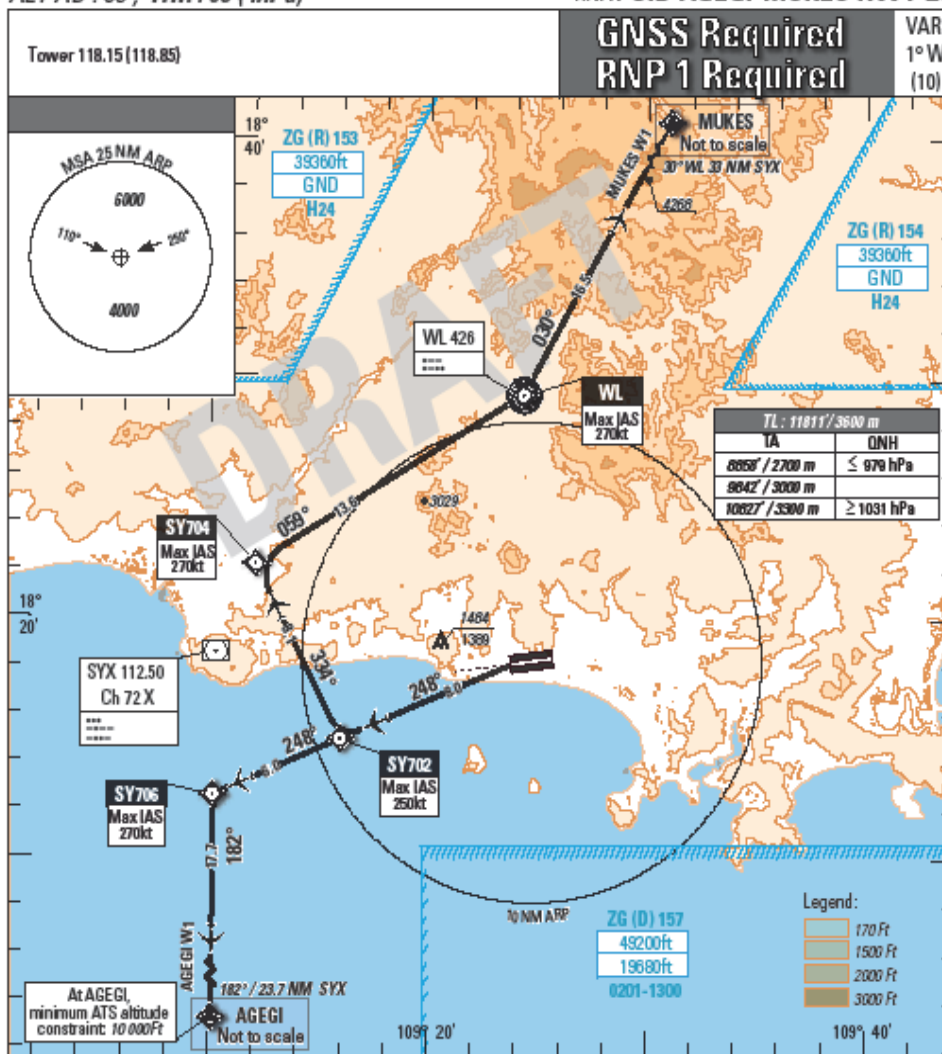 Tower 118.15 (118.85)
GNSS Required
RNP 1 Required
VAR
1° W
(10)
MSA 25 NM ARP
6000
110°
250°
4000
18°
40'
ZG (R) 153
39360ft
GND
H24
MUKES
Not to scale
30° WL 33 NM SYX
MUKES W1
4266
16.5
030°
ZG (R) 154
39360ft
GND
H24
DRAFT
WL 426
WL
Max IAS
270kt
TL : 11811'/3600 m
TA QNH
8858' / 2700 m ≤ 979 hPa
9842' / 3000 m
10827' / 3300 m ≥ 1031 hPa
3029
13.6
059°
SY704
Max IAS
270kt
18°
20'
1464
1389
SYX 112.50
Ch 72 X
334°
248°
8.0
248°
6.0
SY702
Max IAS
250kt
SY706
Max IAS
270kt
17.7
182°
AGEGI W1
10 NM ARP
ZG (D) 157
49200ft
19680ft
0201-1300
Legend:
170 Ft
1500 Ft
2000 Ft
3000 Ft
At AGEGI,
minimum ATS altitude
constraint: 10 000Ft
182° / 23.7 NM SYX
AGEGI
Not to scale
109° 20'
109° 40'